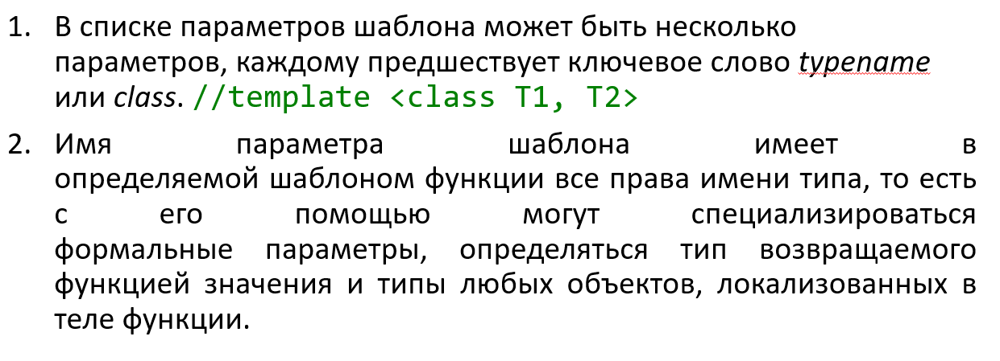 1. В списке параметров шаблона может быть несколько
параметров, каждому предшествует ключевое слово typename
или class. //template <class T1, T2>
2. Имя параметра шаблона имеет в
определяемой шаблоном функции все права имени типа, то есть
с его помощью могут специализироваться
формальные параметры, определяться тип возвращаемого
функцией значения и типы любых объектов, локализованных в
теле функции.